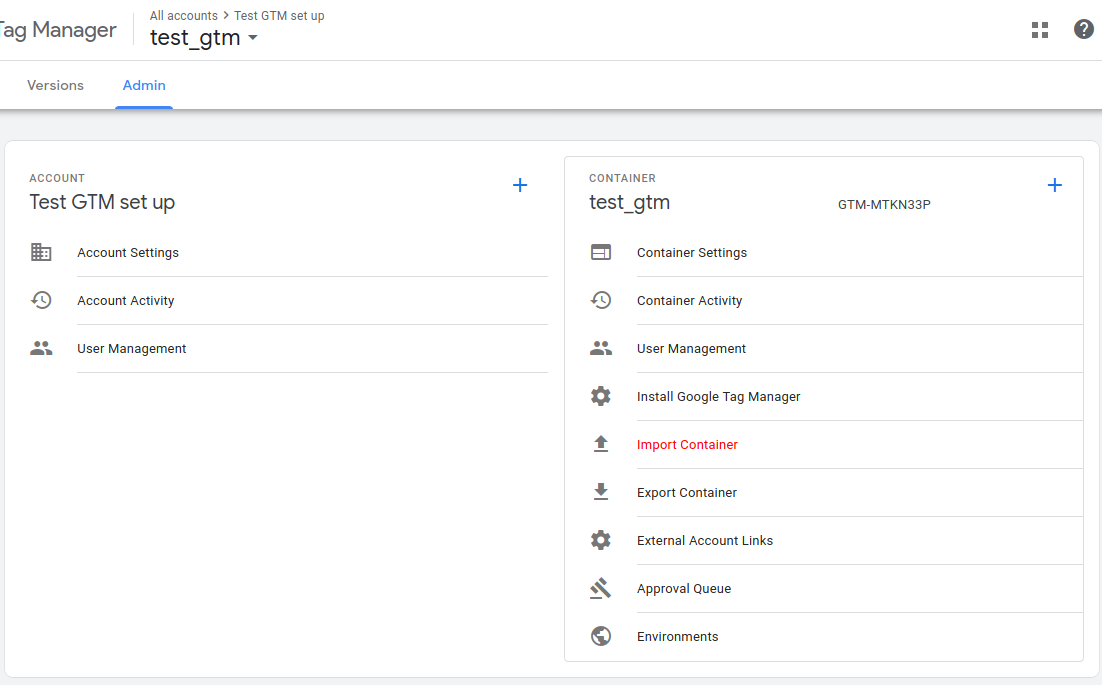 Tag Manager
All accounts > Test GTM set up
test_gtm
Versions
Admin
ACCOUNT
Test GTM set up
Account Settings
Account Activity
User Management
CONTAINER
test_gtm
GTM-MTKN33P
Container Settings
Container Activity
User Management
Install Google Tag Manager
Import Container
Export Container
External Account Links
Approval Queue
Environments